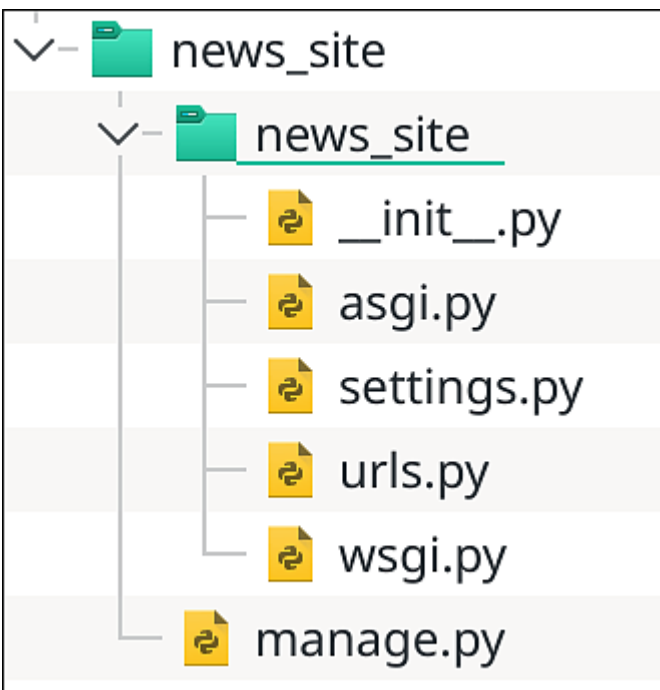 news_site
news_site
__init__.py
asgi.py
settings.py
urls.py
wsgi.py
manage.py